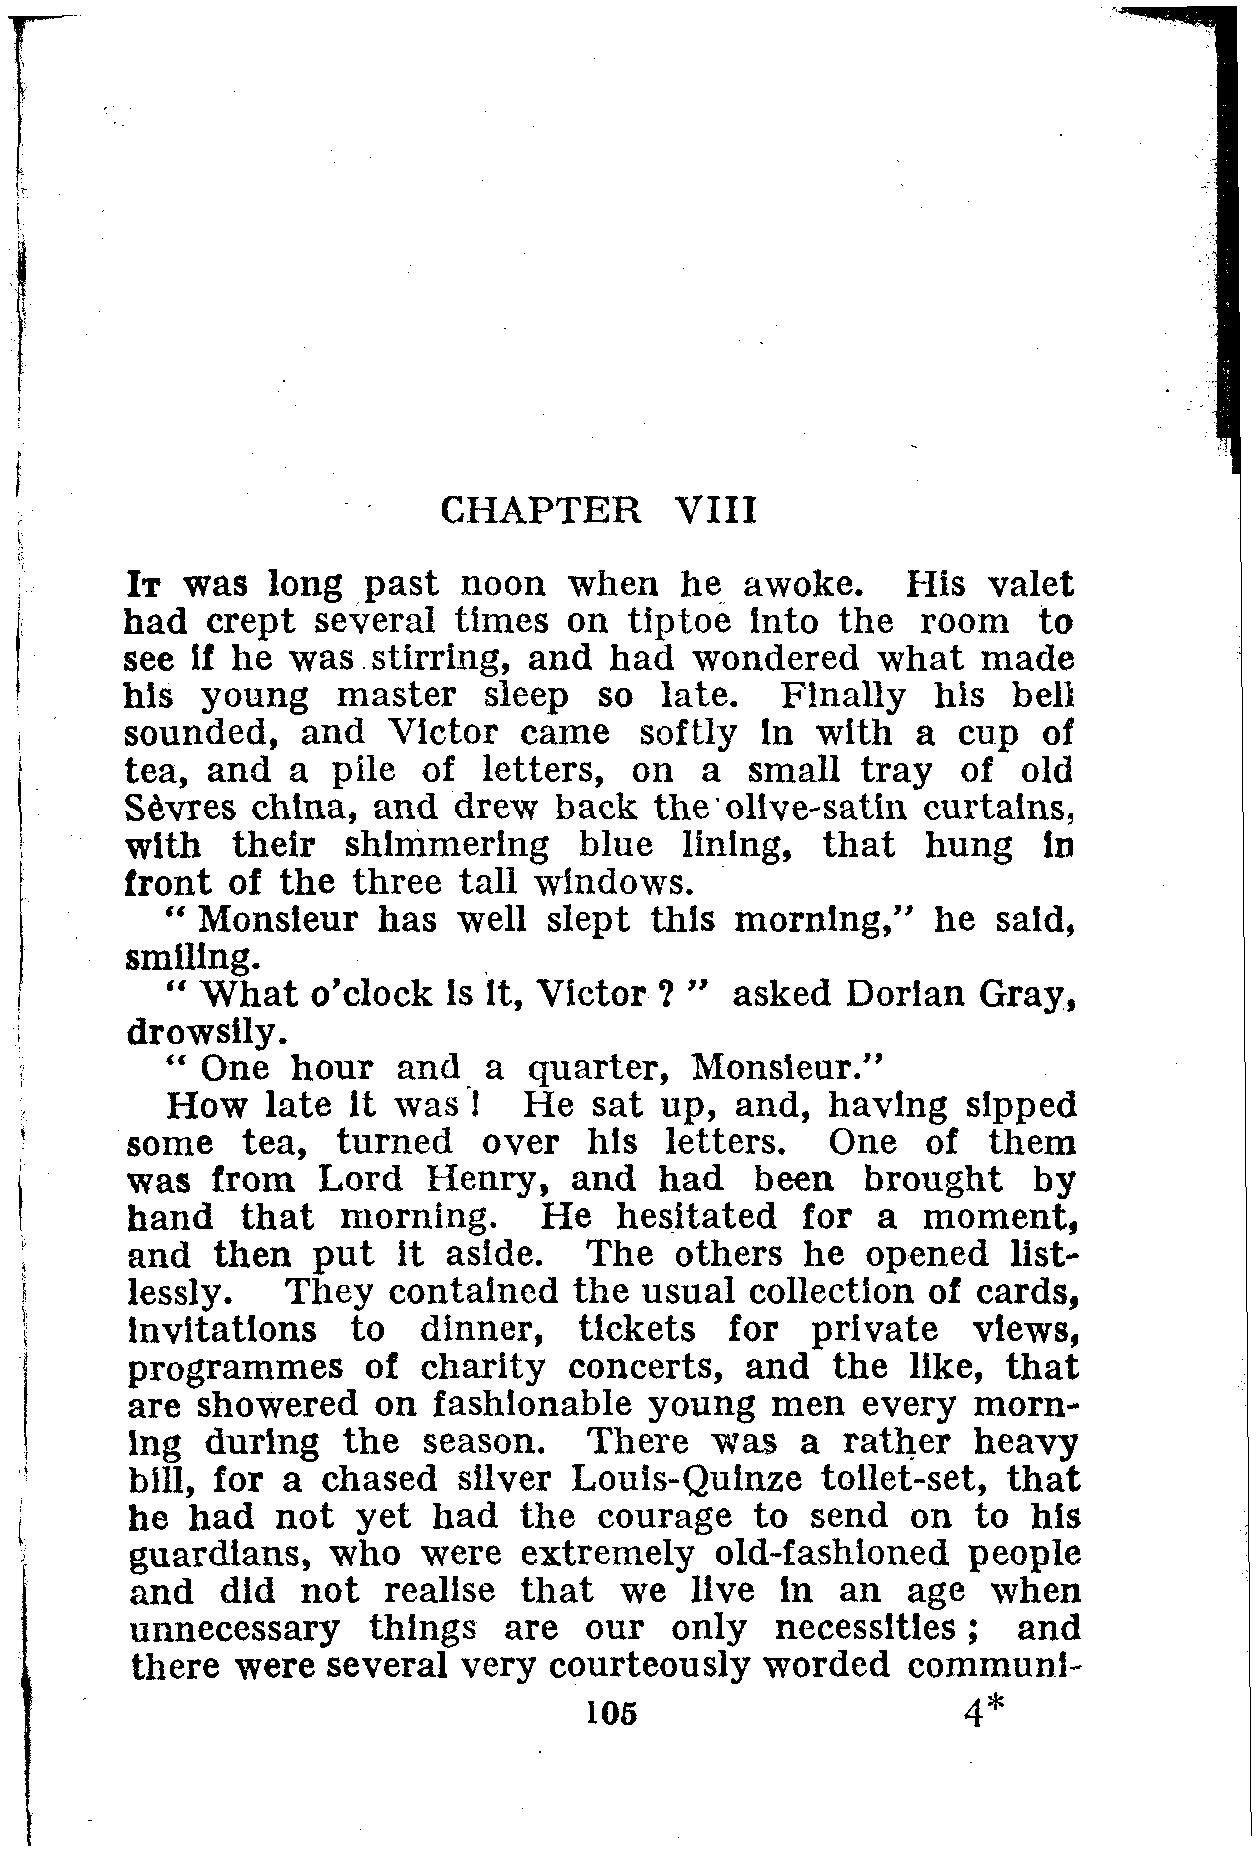 CHAPTER VIII
IT was long past noon when he awoke. His valet
had crept several times on tiptoe into the room to
see if he was stirring, and had wondered what made
his young master sleep so late. Finally his bell
sounded, and Victor came softly in with a cup of
tea, and a pile of letters, on a small tray of old
Sèvres china, and drew back the olive-satin curtains,
with their shimmering blue lining, that hung in
front of the three tall windows.
“ Monsieur has well slept this morning,” he said,
smiling.
“ What o'clock is it, Victor ? ” asked Dorian Gray,
drowsily.
“ One hour and a quarter, Monsieur.”
How late it was ! He sat up, and, having sipped
some tea, turned over his letters. One of them
was from Lord Henry, and had been brought by
hand that morning. He hesitated for a moment,
and then put it aside. The others he opened list-
lessly. They contained the usual collection of cards,
invitations to dinner, tickets for private views,
programmes of charity concerts, and the like, that
are showered on fashionable young men every morn-
ing during the season. There was a rather heavy
bill, for a chased silver Louis-Quinze toilet-set, that
he had not yet had the courage to send on to his
guardians, who were extremely old-fashioned people
and did not realise that we live in an age when
unnecessary things are our only necessities ; and
there were several very courteously worded communi-
105 4*